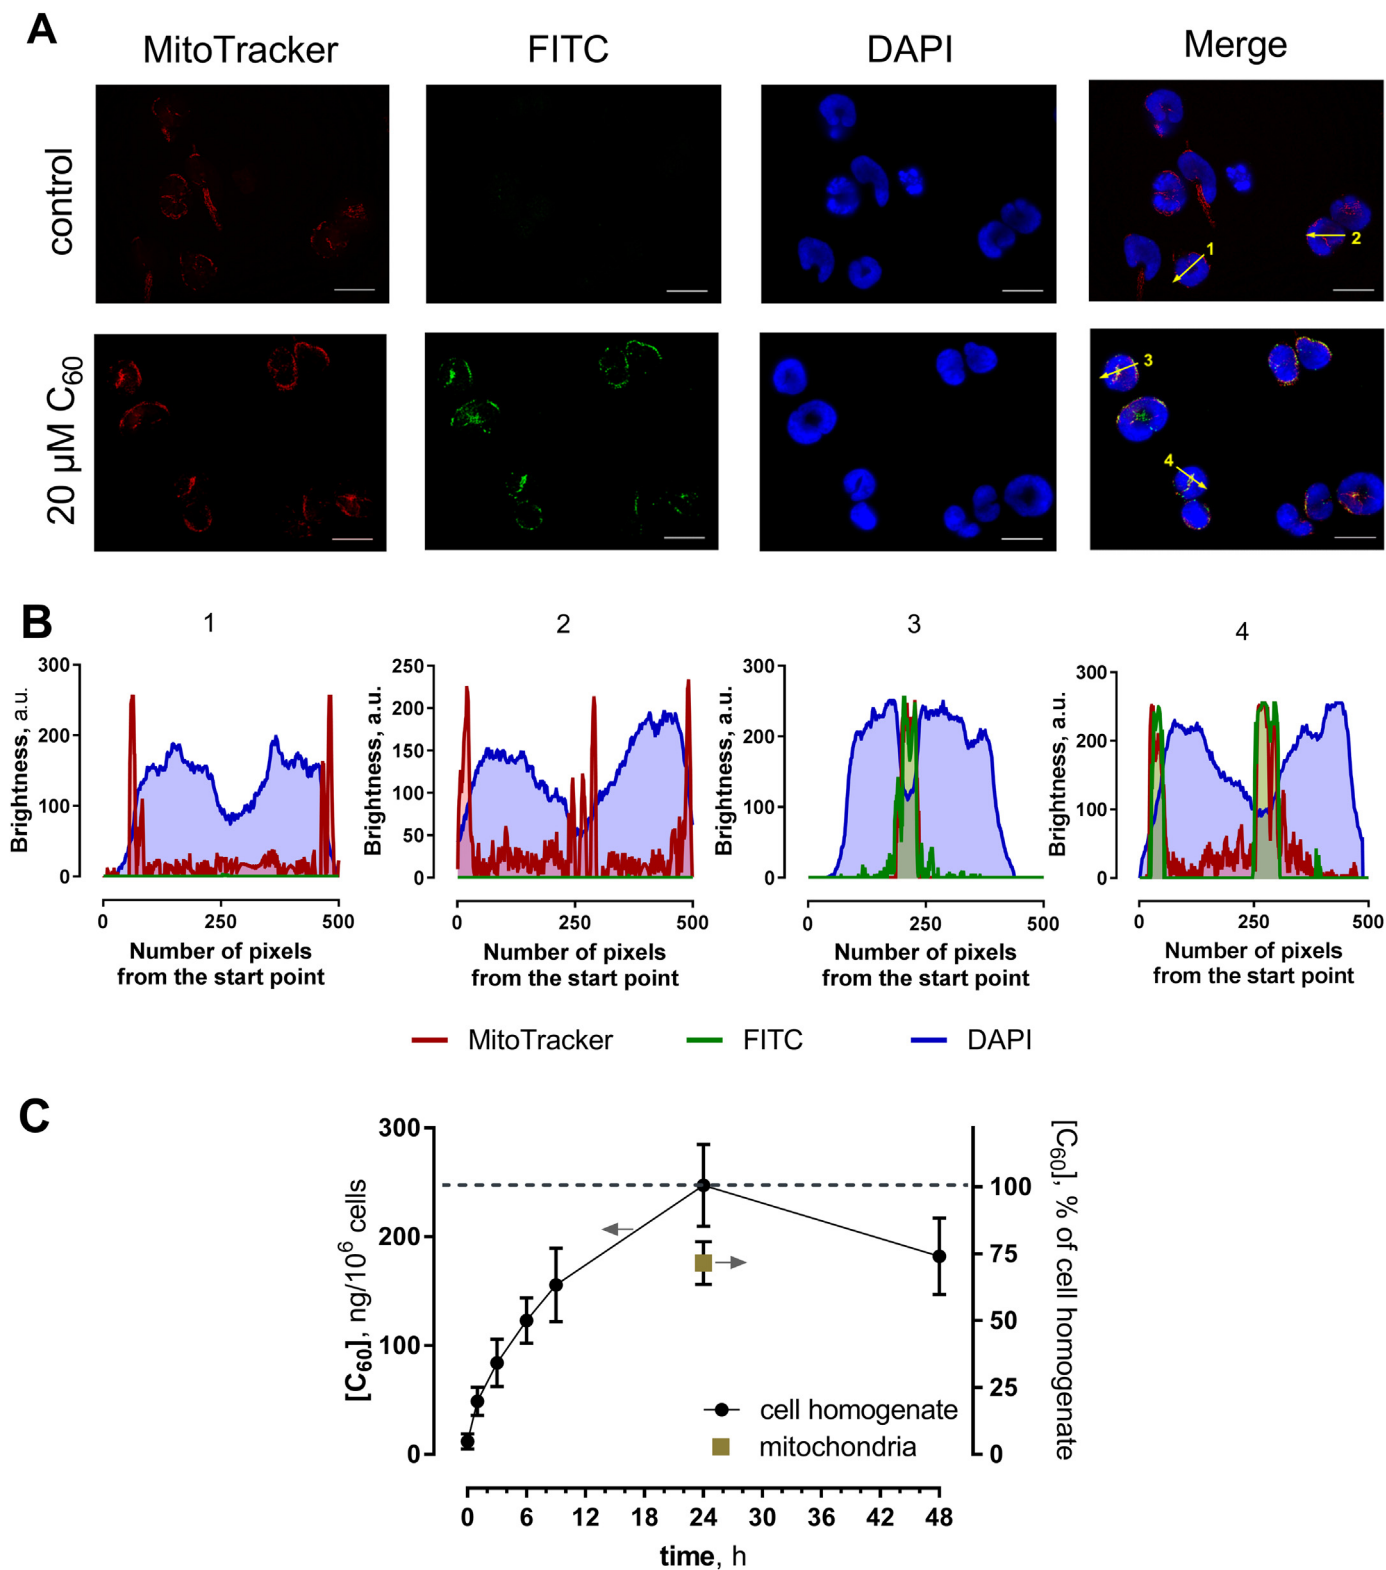 A
MitoTracker
FITC
DAPI
Merge
control
1
2
20 µM C60
3
4
B
1
2
3
4
Brightness, a.u.
300
200
100
0
0
250
500
Number of pixels
from the start point
Brightness, a.u.
250
200
150
100
50
0
0
250
500
Number of pixels
from the start point
Brightness, a.u.
300
200
100
0
0
250
500
Number of pixels
from the start point
Brightness, a.u.
300
200
100
0
0
250
500
Number of pixels
from the start point
MitoTracker
FITC
DAPI
C
[C60], ng/10^6 cells
300
200
100
0
[C60], % of cell homogenate
100
75
50
25
0
cell homogenate
mitochondria
0
6
12
18
24
30
36
42
48
time, h